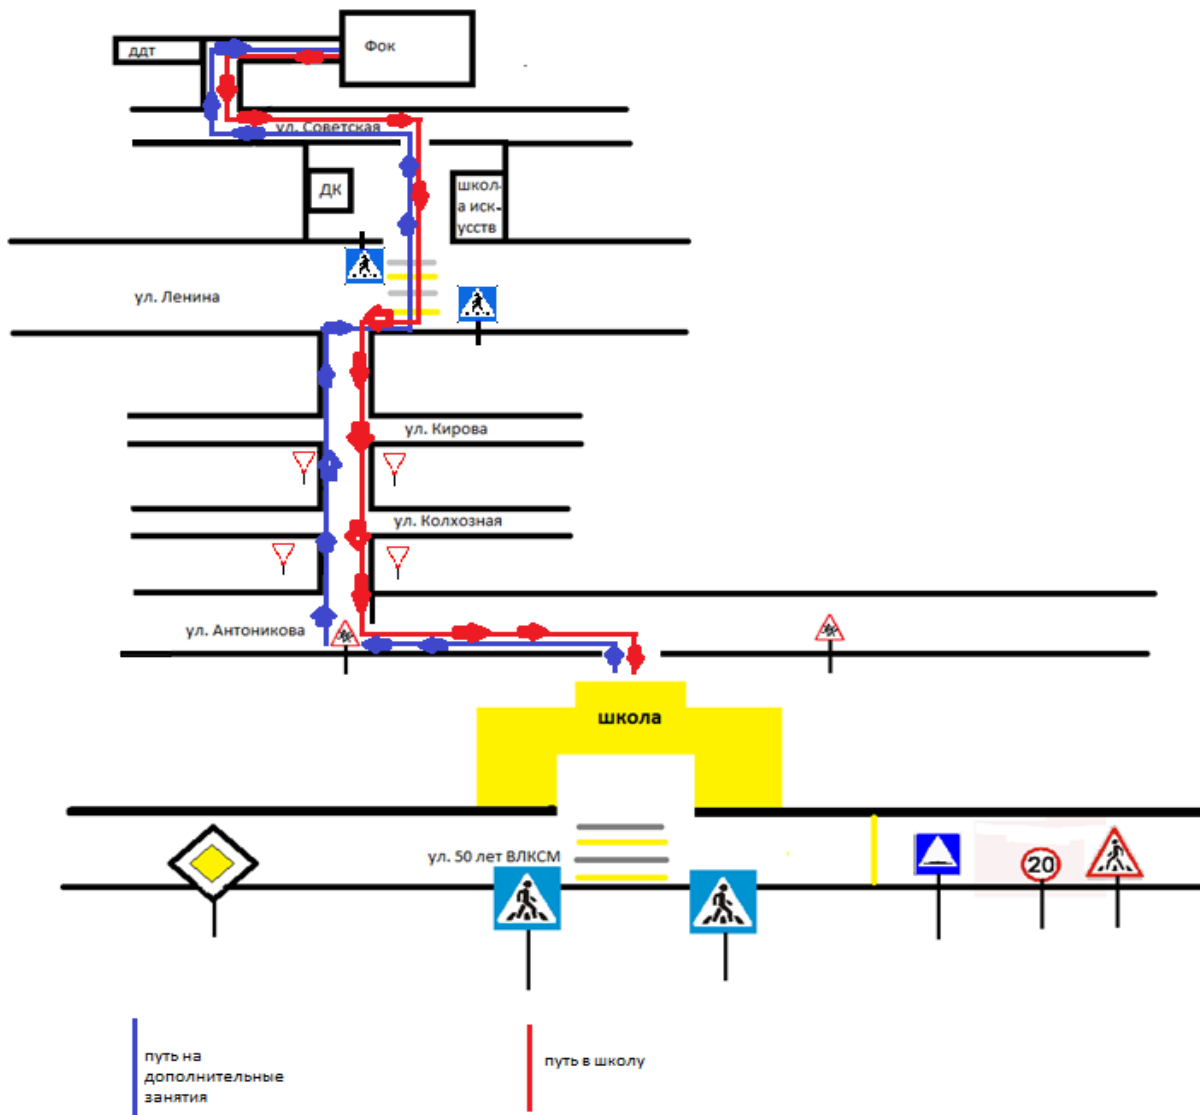 ддт
Фок
ул. Советская
ДК
школ-
а иск-
усств
ул. Ленина
ул. Кирова
ул. Колхозная
ул. Антоникова
школа
ул. 50 лет ВЛКСМ
20
путь на
дополнительные
занятия
путь в школу